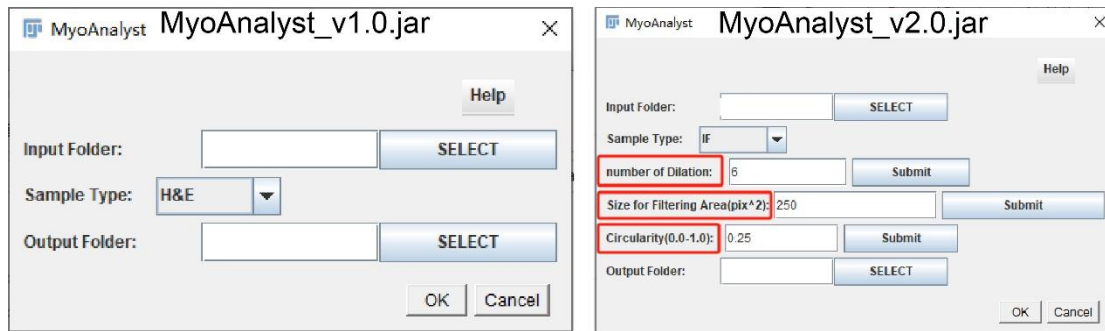 MyoAnalyst MyoAnalyst_v1.0.jar
Help
Input Folder: SELECT
Sample Type: H&E
Output Folder: SELECT
OK Cancel
MyoAnalyst MyoAnalyst_v2.0.jar
Help
Input Folder: SELECT
Sample Type: IF
number of Dilation: 6 Submit
Size for Filtering Area(pix^2): 250 Submit
Circularity(0.0-1.0): 0.25 Submit
Output Folder: SELECT
OK Cancel